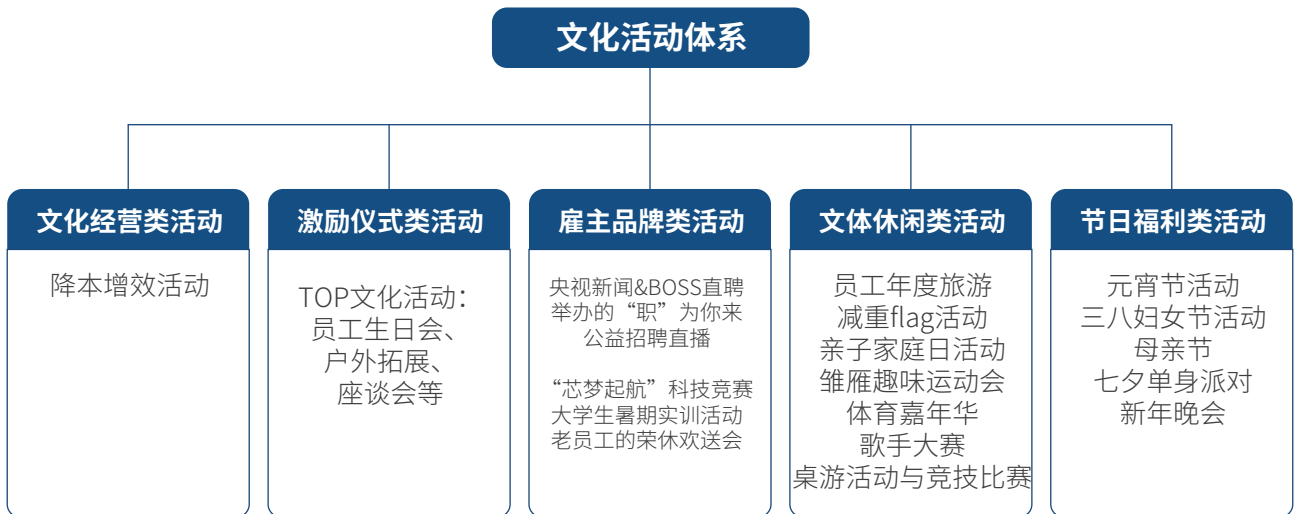 文化活动体系
文化经营类活动
降本增效活动
激励仪式类活动
TOP文化活动：
员工生日会、
户外拓展、
座谈会等
雇主品牌类活动
央视新闻&BOSS直聘
举办的“职”为你来
公益招聘直播
“芯梦起航”科技竞赛
大学生暑期实训活动
老员工的荣休欢送会
文体休闲类活动
员工年度旅游
减重flag活动
亲子家庭日活动
雏雁趣味运动会
体育嘉年华
歌手大赛
桌游活动与竞技比赛
节日福利类活动
元宵节活动
三八妇女节活动
母亲节
七夕单身派对
新年晚会